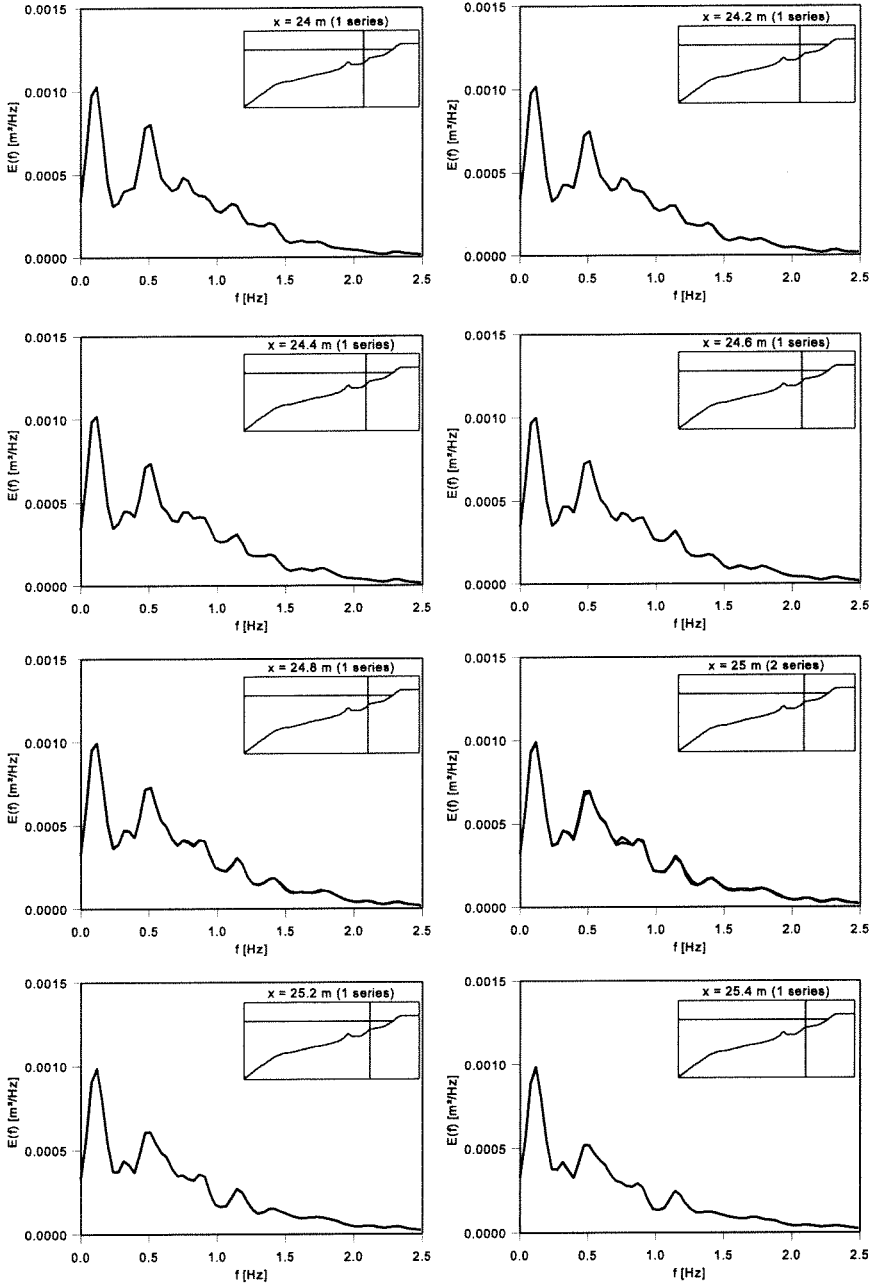 x = 24 m (1 series)
0.0015
0.0010
0.0005
0.0000
E(f) [m²/Hz]
0.0 0.5 1.0 1.5 2.0 2.5
f [Hz]
x = 24.2 m (1 series)
0.0015
0.0010
0.0005
0.0000
E(f) [m²/Hz]
0.0 0.5 1.0 1.5 2.0 2.5
f [Hz]
x = 24.4 m (1 series)
0.0015
0.0010
0.0005
0.0000
E(f) [m²/Hz]
0.0 0.5 1.0 1.5 2.0 2.5
f [Hz]
x = 24.6 m (1 series)
0.0015
0.0010
0.0005
0.0000
E(f) [m²/Hz]
0.0 0.5 1.0 1.5 2.0 2.5
f [Hz]
x = 24.8 m (1 series)
0.0015
0.0010
0.0005
0.0000
E(f) [m²/Hz]
0.0 0.5 1.0 1.5 2.0 2.5
f [Hz]
x = 25 m (2 series)
0.0015
0.0010
0.0005
0.0000
E(f) [m²/Hz]
0.0 0.5 1.0 1.5 2.0 2.5
f [Hz]
x = 25.2 m (1 series)
0.0015
0.0010
0.0005
0.0000
E(f) [m²/Hz]
0.0 0.5 1.0 1.5 2.0 2.5
f [Hz]
x = 25.4 m (1 series)
0.0015
0.0010
0.0005
0.0000
E(f) [m²/Hz]
0.0 0.5 1.0 1.5 2.0 2.5
f [Hz]